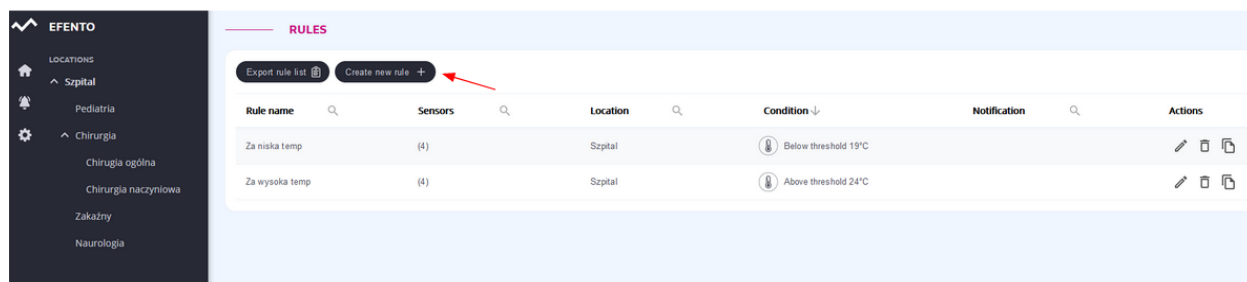 EFENTO
RULES
LOCATIONS
Szpital
Pediatria
Chirurgia
Chirugia ogólna
Chirurgia naczyniowa
Zakaźny
Naurologia
Export rule list Create new rule +
Rule name Sensors Location Condition Notification Actions
Za niska temp (4) Szpital Below threshold 19°C
Za wysoka temp (4) Szpital Above threshold 24°C